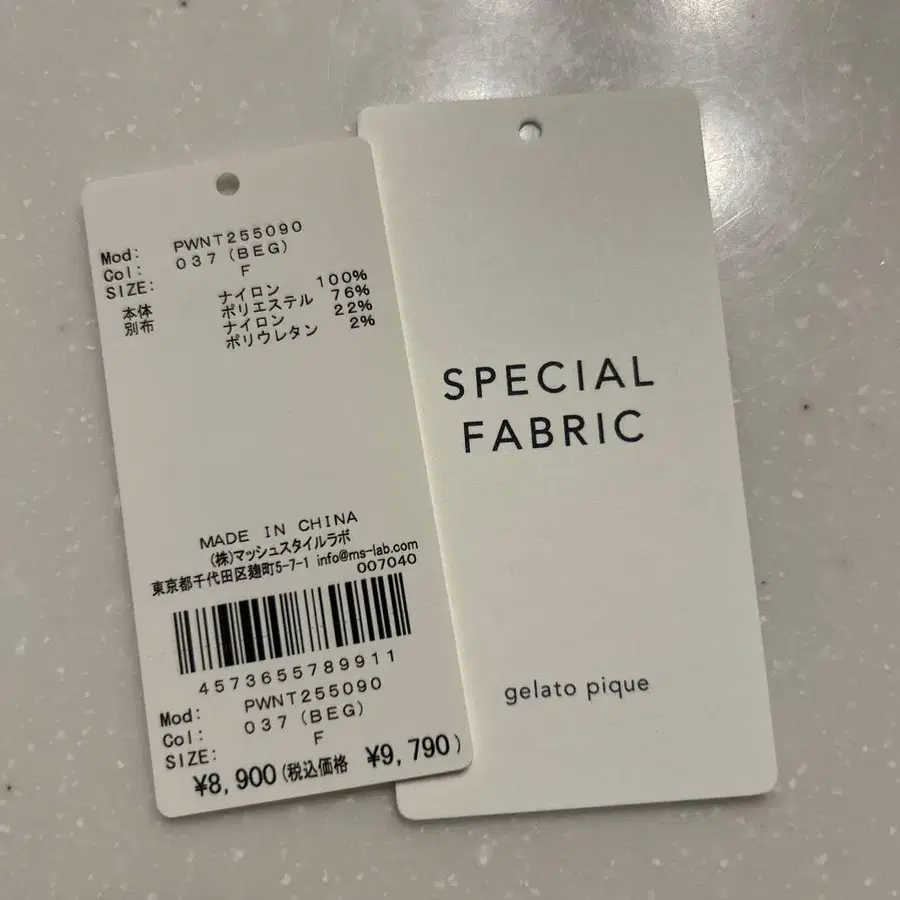 Mod: PWNT255090
Col: 037 (BEG)
SIZE: F
本体 ナイロン 100%
別布 ポリエステル 76%
ナイロン 22%
ポリウレタン 2%
MADE IN CHINA
(株)マッシュスタイルラボ
東京都千代田区麹町5-7-1 info@ms-lab.com
007040
4573655789911
Mod: PWNT255090
Col: 037 (BEG)
SIZE: F
¥8,900(税込価格 ¥9,790)
SPECIAL
FABRIC
gelato pique